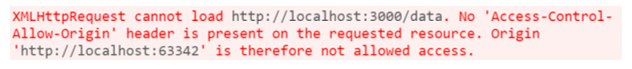 XMLHttpRequest cannot load http://localhost:3000/data. No 'Access-Control-
Allow-Origin' header is present on the requested resource. Origin
'http://localhost:63342' is therefore not allowed access.